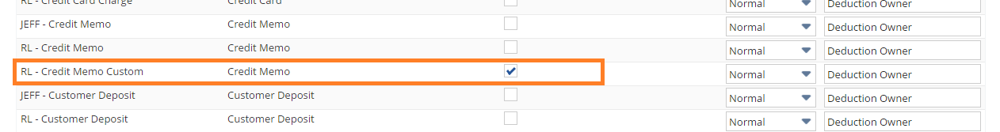 RL - Credit Card Charge Credit Card
JEFF - Credit Memo Credit Memo Normal Deduction Owner
RL - Credit Memo Credit Memo Normal Deduction Owner
RL - Credit Memo Custom Credit Memo Normal Deduction Owner
JEFF - Customer Deposit Customer Deposit Normal Deduction Owner
RL - Customer Deposit Customer Deposit Normal Deduction Owner
Normal Deduction Owner